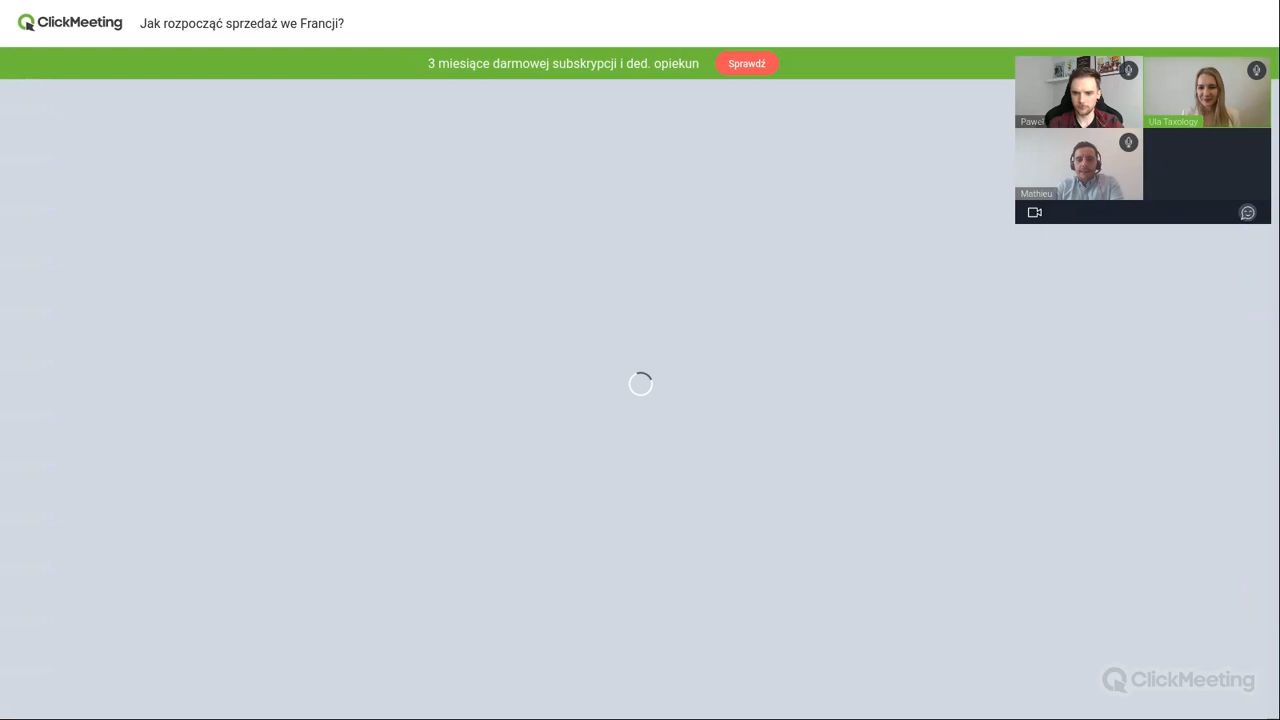 ClickMeeting
Jak rozpocząć sprzedaż we Francji?
3 miesiące darmowej subskrypcji i ded. opiekun
Sprawdź
Paweł
Ula Taxology
Mathieu
ClickMeeting